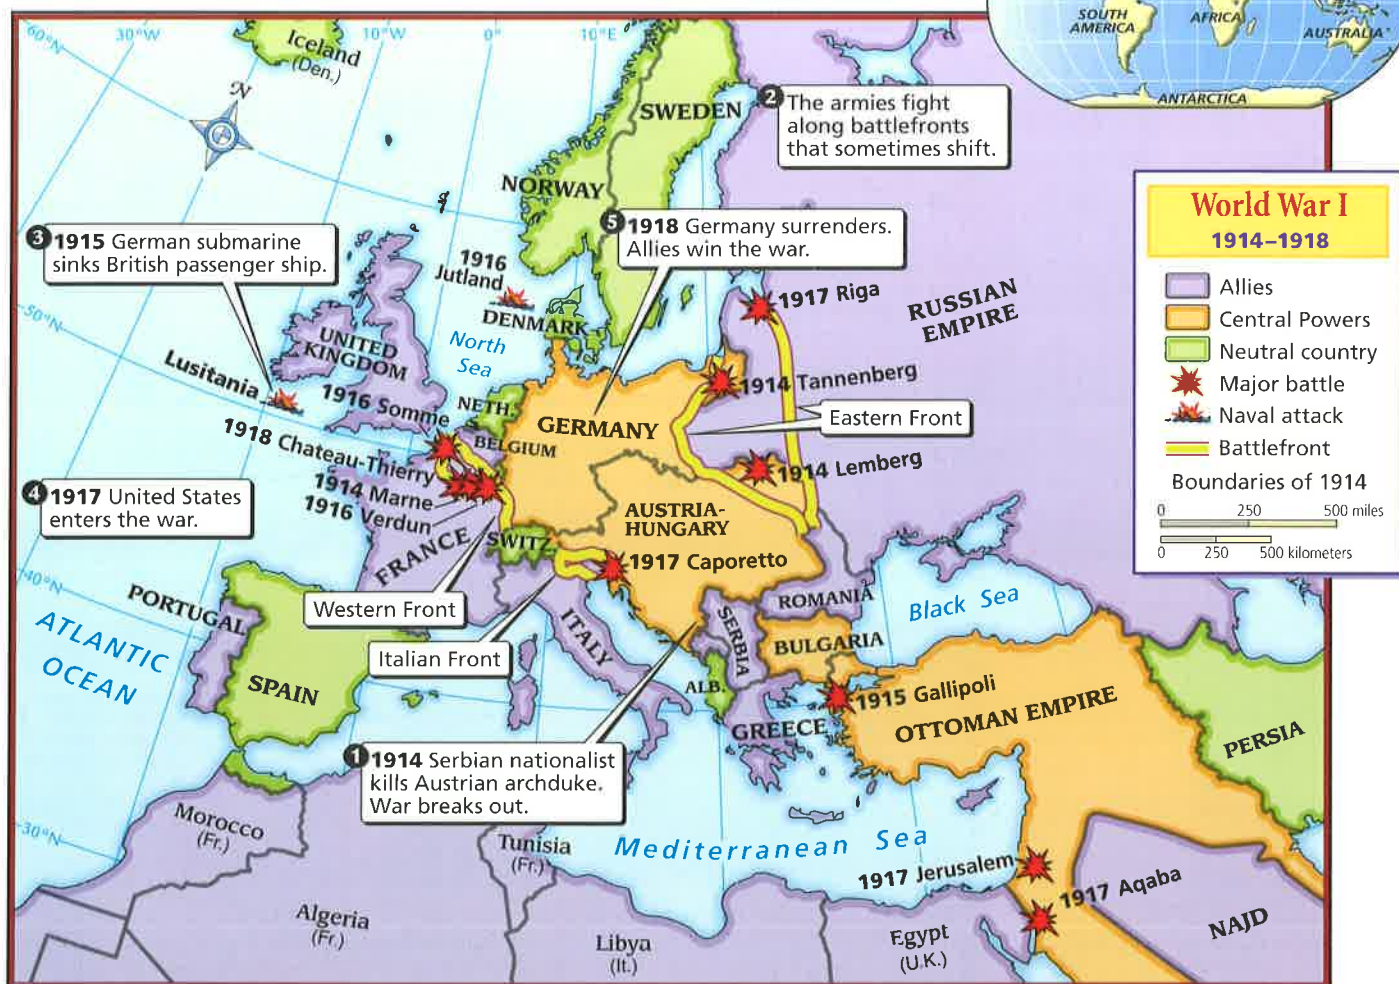 SOUTH
AMERICA
AFRICA
AUSTRALIA
ANTARCTICA
60°N
30°W
10°W
0°
10°E
50°N
40°N
30°N
N
Iceland
(Den.)
SWEDEN
NORWAY
2 The armies fight
along battlefronts
that sometimes shift.
World War I
1914–1918
Allies
Central Powers
Neutral country
Major battle
Naval attack
Battlefront
Boundaries of 1914
0 250 500 miles
0 250 500 kilometers
3 1915 German submarine
sinks British passenger ship.
5 1918 Germany surrenders.
Allies win the war.
1916
Jutland
DENMARK
North
Sea
UNITED
KINGDOM
Lusitania
1917 Riga
RUSSIAN
EMPIRE
1914 Tannenberg
Eastern Front
1914 Lemberg
1916 Somme
NETH.
BELGIUM
GERMANY
1918 Chateau-Thierry
1914 Marne
1916 Verdun
4 1917 United States
enters the war.
FRANCE
SWITZ.
AUSTRIA-
HUNGARY
1917 Caporetto
Western Front
Italian Front
PORTUGAL
ATLANTIC
OCEAN
SPAIN
ITALY
SERBIA
ROMANIA
Black Sea
BULGARIA
ALB.
GREECE
1915 Gallipoli
OTTOMAN EMPIRE
PERSIA
1 1914 Serbian nationalist
kills Austrian archduke.
War breaks out.
Morocco
(Fr.)
Tunisia
(Fr.)
Mediterranean Sea
1917 Jerusalem
1917 Aqaba
Algeria
(Fr.)
Libya
(It.)
Egypt
(U.K.)
NAJD